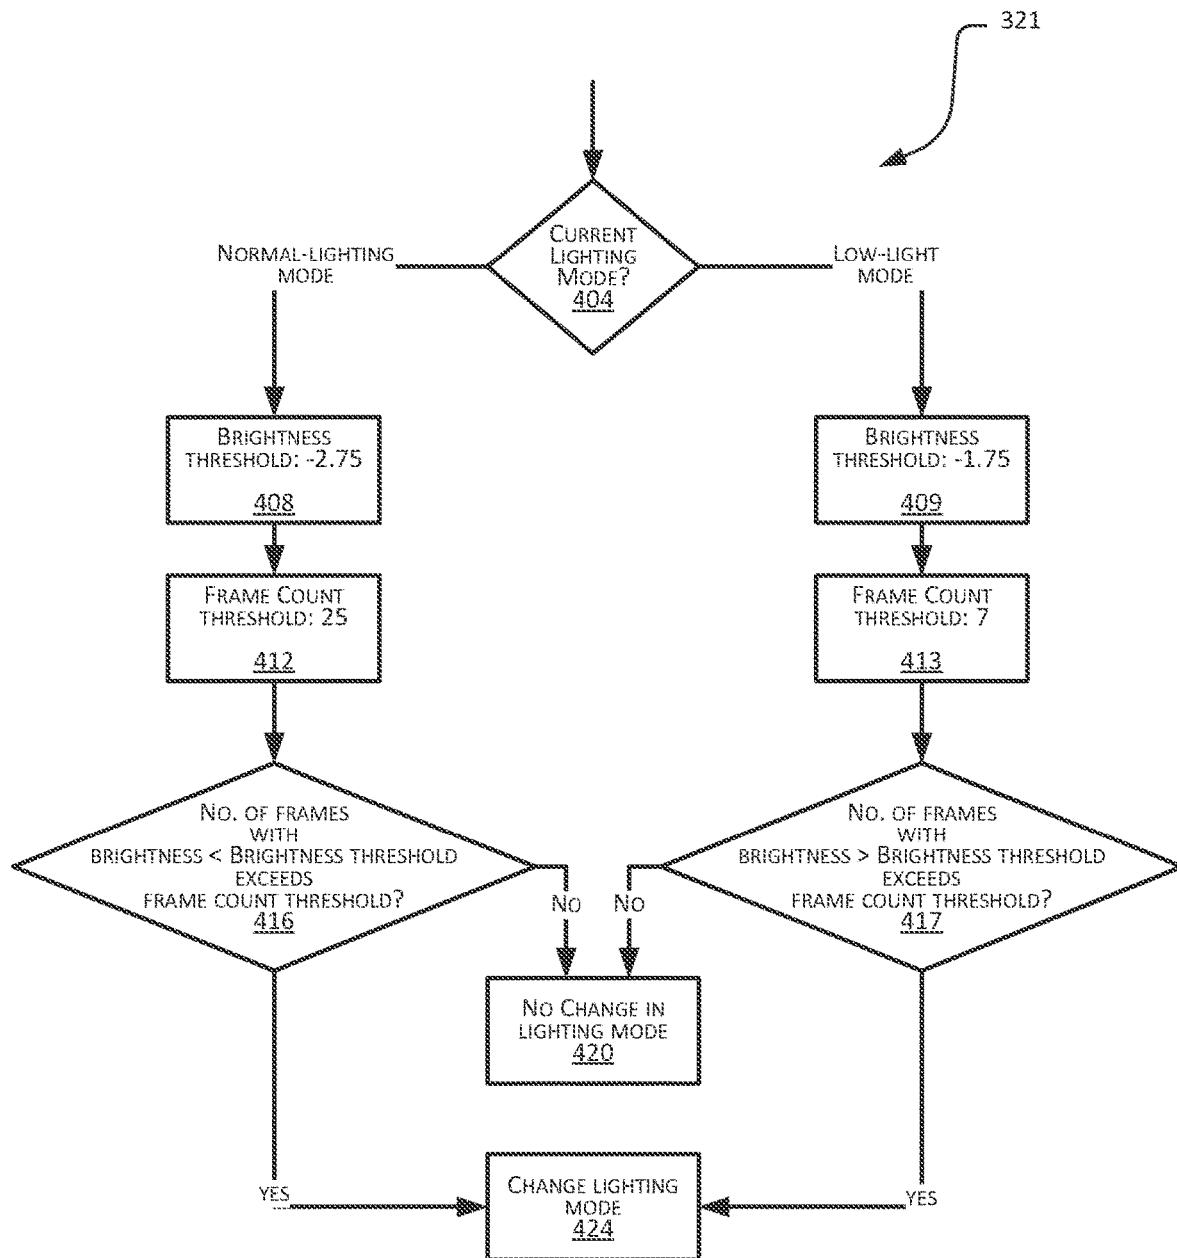 321
Current
Lighting
Mode?
404
Normal-lighting
mode
Low-light
mode
Brightness
threshold: -2.75
408
Brightness
threshold: -1.75
409
Frame Count
threshold: 25
412
Frame Count
threshold: 7
413
No. of frames
with
brightness < Brightness threshold
exceeds
frame count threshold?
416
No. of frames
with
brightness > Brightness threshold
exceeds
frame count threshold?
417
No
No
No Change in
lighting mode
420
yes
Change lighting
mode
424
yes